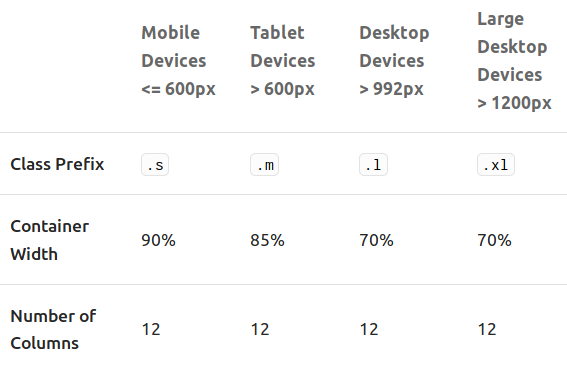 Mobile Devices <= 600px
Tablet Devices > 600px
Desktop Devices > 992px
Large Desktop Devices > 1200px
Class Prefix .s .m .l .xl
Container Width 90% 85% 70% 70%
Number of Columns 12 12 12 12